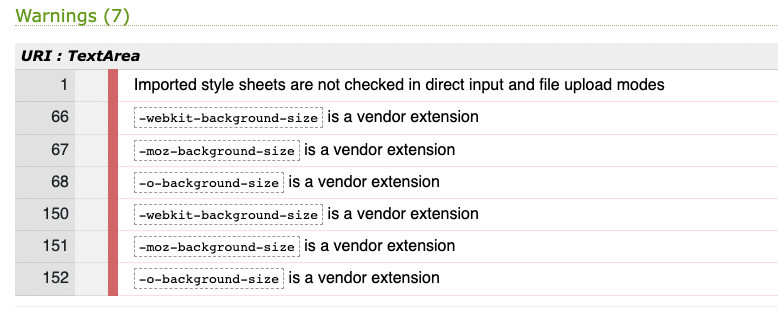 Warnings (7)
URI : TextArea
1 Imported style sheets are not checked in direct input and file upload modes
66 -webkit-background-size is a vendor extension
67 -moz-background-size is a vendor extension
68 -o-background-size is a vendor extension
150 -webkit-background-size is a vendor extension
151 -moz-background-size is a vendor extension
152 -o-background-size is a vendor extension